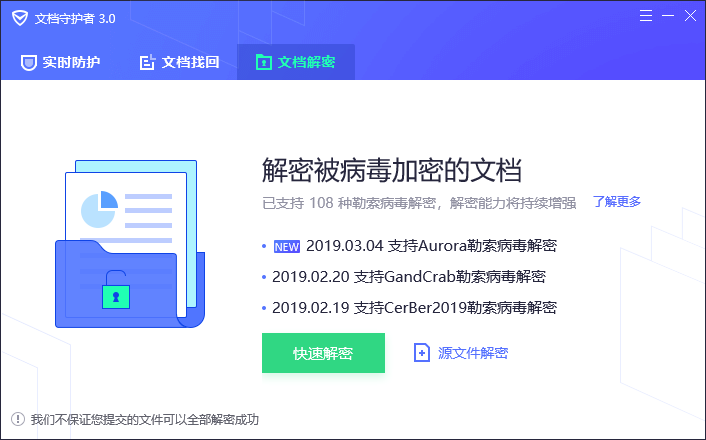 文档守护者 3.0
实时防护 文档找回 文档解密
解密被病毒加密的文档
已支持 108 种勒索病毒解密，解密能力将持续增强 了解更多
NEW 2019.03.04 支持Aurora勒索病毒解密
2019.02.20 支持GandCrab勒索病毒解密
2019.02.19 支持CerBer2019勒索病毒解密
快速解密 源文件解密
我们不保证您提交的文件可以全部解密成功